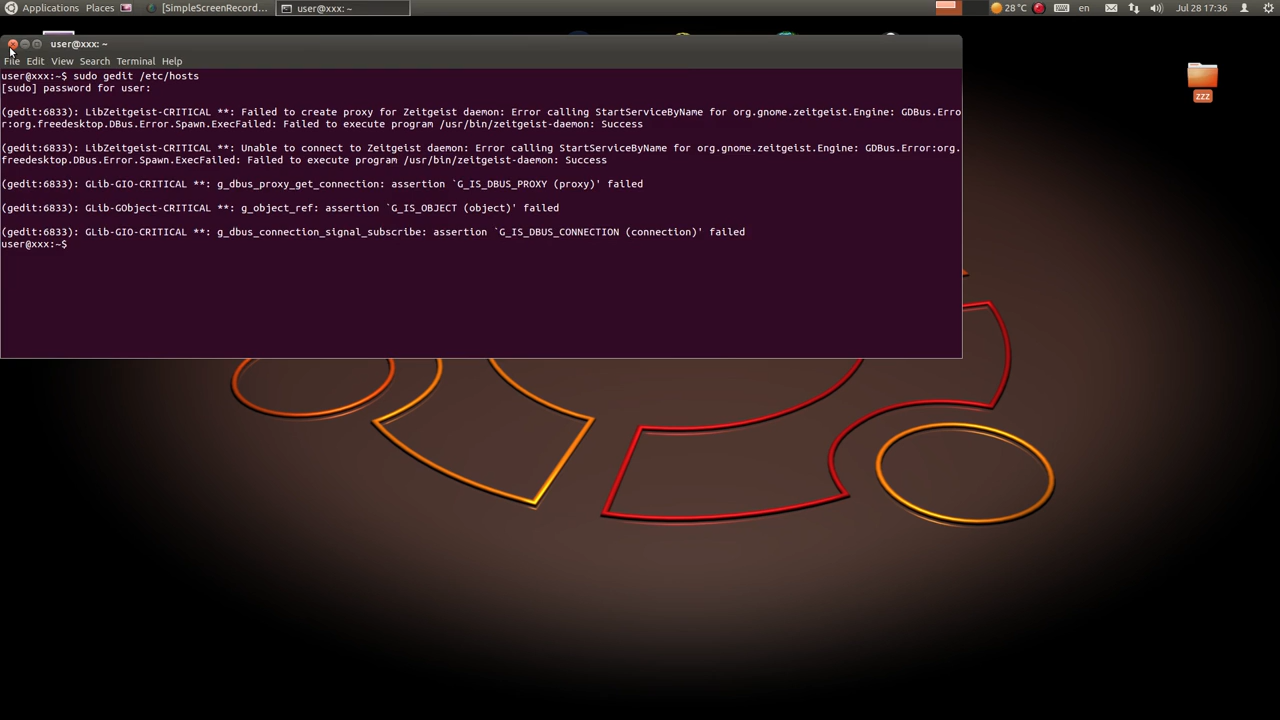 Applications Places [SimpleScreenRecord... user@xxx: ~ 28 °C en Jul 28 17:36
user@xxx: ~
File Edit View Search Terminal Help
user@xxx:~$ sudo gedit /etc/hosts
[sudo] password for user:
(gedit:6833): LibZeitgeist-CRITICAL **: Failed to create proxy for Zeitgeist daemon: Error calling StartServiceByName for org.gnome.zeitgeist.Engine: GDBus.Erro
r:org.freedesktop.DBus.Error.Spawn.ExecFailed: Failed to execute program /usr/bin/zeitgeist-daemon: Success
(gedit:6833): LibZeitgeist-CRITICAL **: Unable to connect to Zeitgeist daemon: Error calling StartServiceByName for org.gnome.zeitgeist.Engine: GDBus.Error:org.
freedesktop.DBus.Error.Spawn.ExecFailed: Failed to execute program /usr/bin/zeitgeist-daemon: Success
(gedit:6833): GLib-GIO-CRITICAL **: g_dbus_proxy_get_connection: assertion `G_IS_DBUS_PROXY (proxy)' failed
(gedit:6833): GLib-GObject-CRITICAL **: g_object_ref: assertion `G_IS_OBJECT (object)' failed
(gedit:6833): GLib-GIO-CRITICAL **: g_dbus_connection_signal_subscribe: assertion `G_IS_DBUS_CONNECTION (connection)' failed
user@xxx:~$
zzz